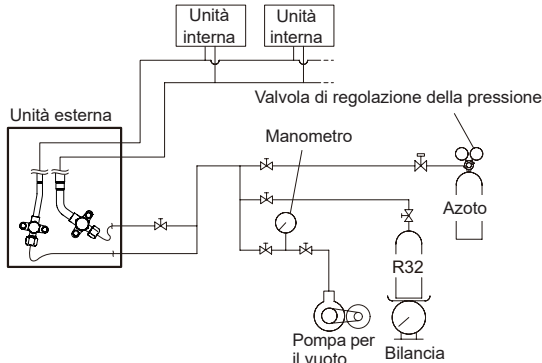 Unità
interna
Unità
interna
Valvola di regolazione della pressione
Unità esterna
Manometro
Azoto
R32
Pompa per
il vuoto
Bilancia